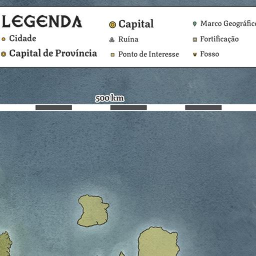 LEGENDA
Cidade
Capital de Província
Capital
Ruína
Ponto de Interesse
Marco Geográfico
Fortificação
Fosso
500 km